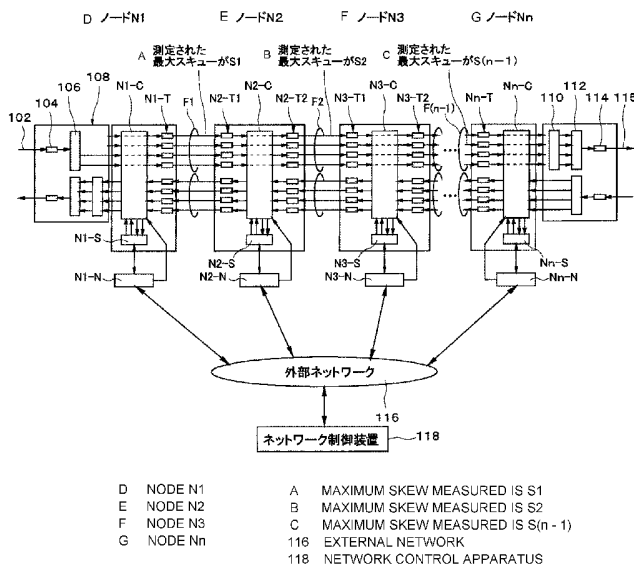 D ノードN1
E ノードN2
F ノードN3
G ノードNn
A 測定された
最大スキューがS1
B 測定された
最大スキューがS2
C 測定された
最大スキューがS(n−1)
106
108
104
102
N1-C
N1-T
F1
N2-T1
N2-C
N2-T2
F2
N3-T1
N3-C
N3-T2
F(n-1)
Nn-T
Nn-C
110
112
114
115
N1-S
N2-S
N3-S
Nn-S
N1-N
N2-N
N3-N
Nn-N
外部ネットワーク
116
ネットワーク制御装置
118
D NODE N1
E NODE N2
F NODE N3
G NODE Nn
A MAXIMUM SKEW MEASURED IS S1
B MAXIMUM SKEW MEASURED IS S2
C MAXIMUM SKEW MEASURED IS S(n - 1)
116 EXTERNAL NETWORK
118 NETWORK CONTROL APPARATUS